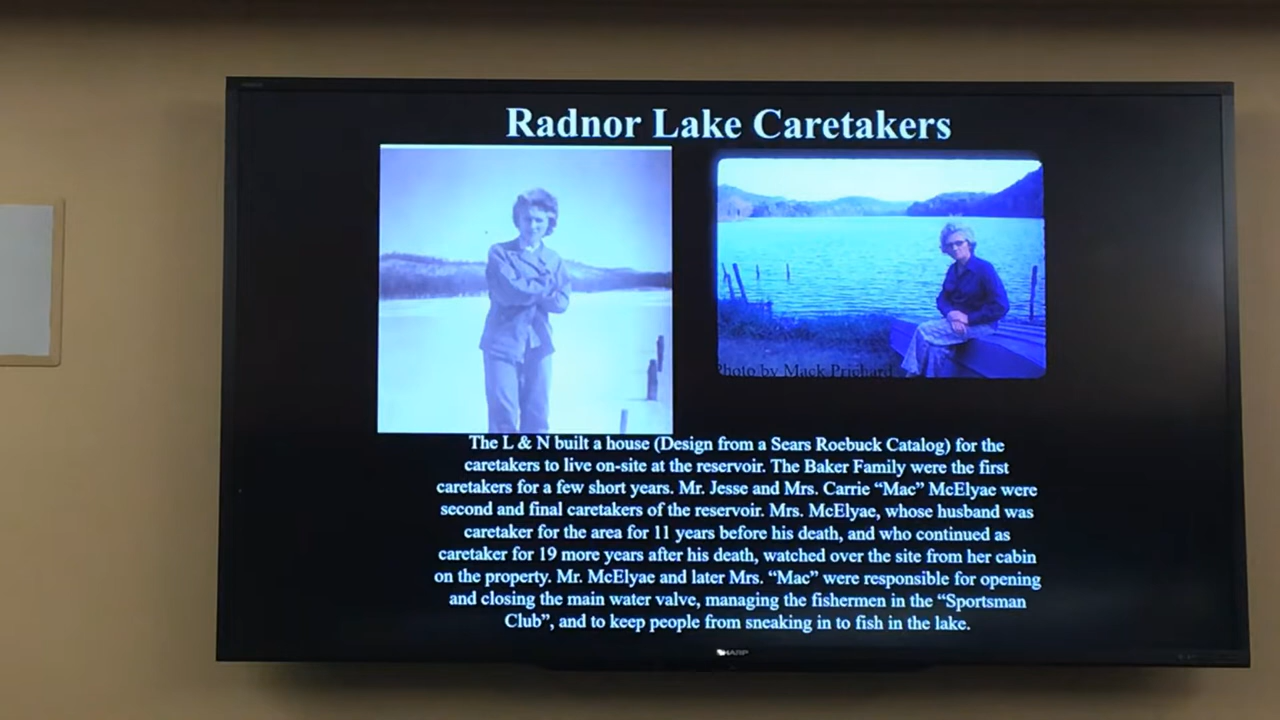 Radnor Lake Caretakers
Photo by Mack Prichard
The L & N built a house (Design from a Sears Roebuck Catalog) for the
caretakers to live on-site at the reservoir. The Baker Family were the first
caretakers for a few short years. Mr. Jesse and Mrs. Carrie “Mac” McElyae were
second and final caretakers of the reservoir. Mrs. McElyae, whose husband was
caretaker for the area for 11 years before his death, and who continued as
caretaker for 19 more years after his death, watched over the site from her cabin
on the property. Mr. McElyae and later Mrs. “Mac” were responsible for opening
and closing the main water valve, managing the fishermen in the “Sportsman
Club”, and to keep people from sneaking in to fish in the lake.
SHARP